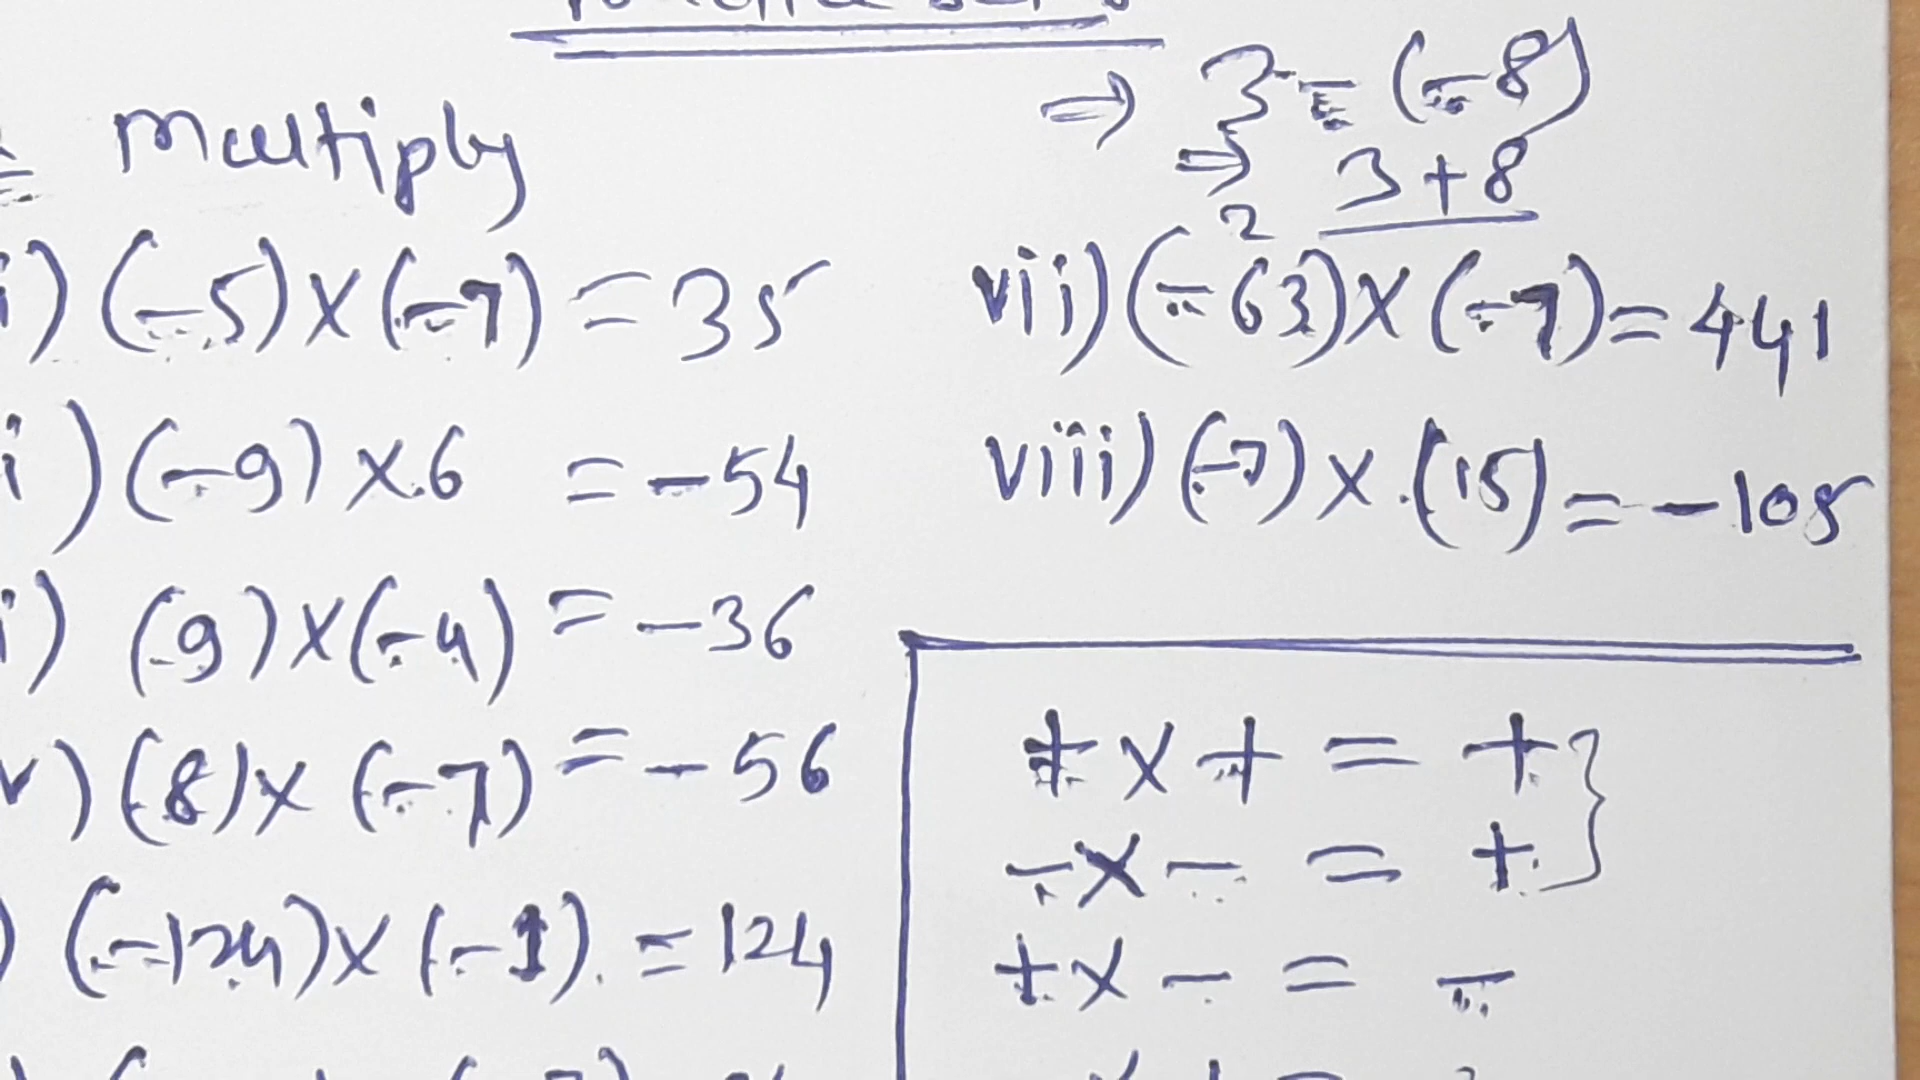 Multiply
i) (-5) × (-7) = 35
i) (-9) × 6 = -54
i) (9) × (-4) = -36
v) (8) × (-7) = -56
) (-124) × (-1) = 124
⇒ 3 - (-8)
⇒ 3 + 8
2
vii) (-63) × (-7) = 441
viii) (-7) × (15) = -105
+ × + = +
- × - = +
+ × - = -